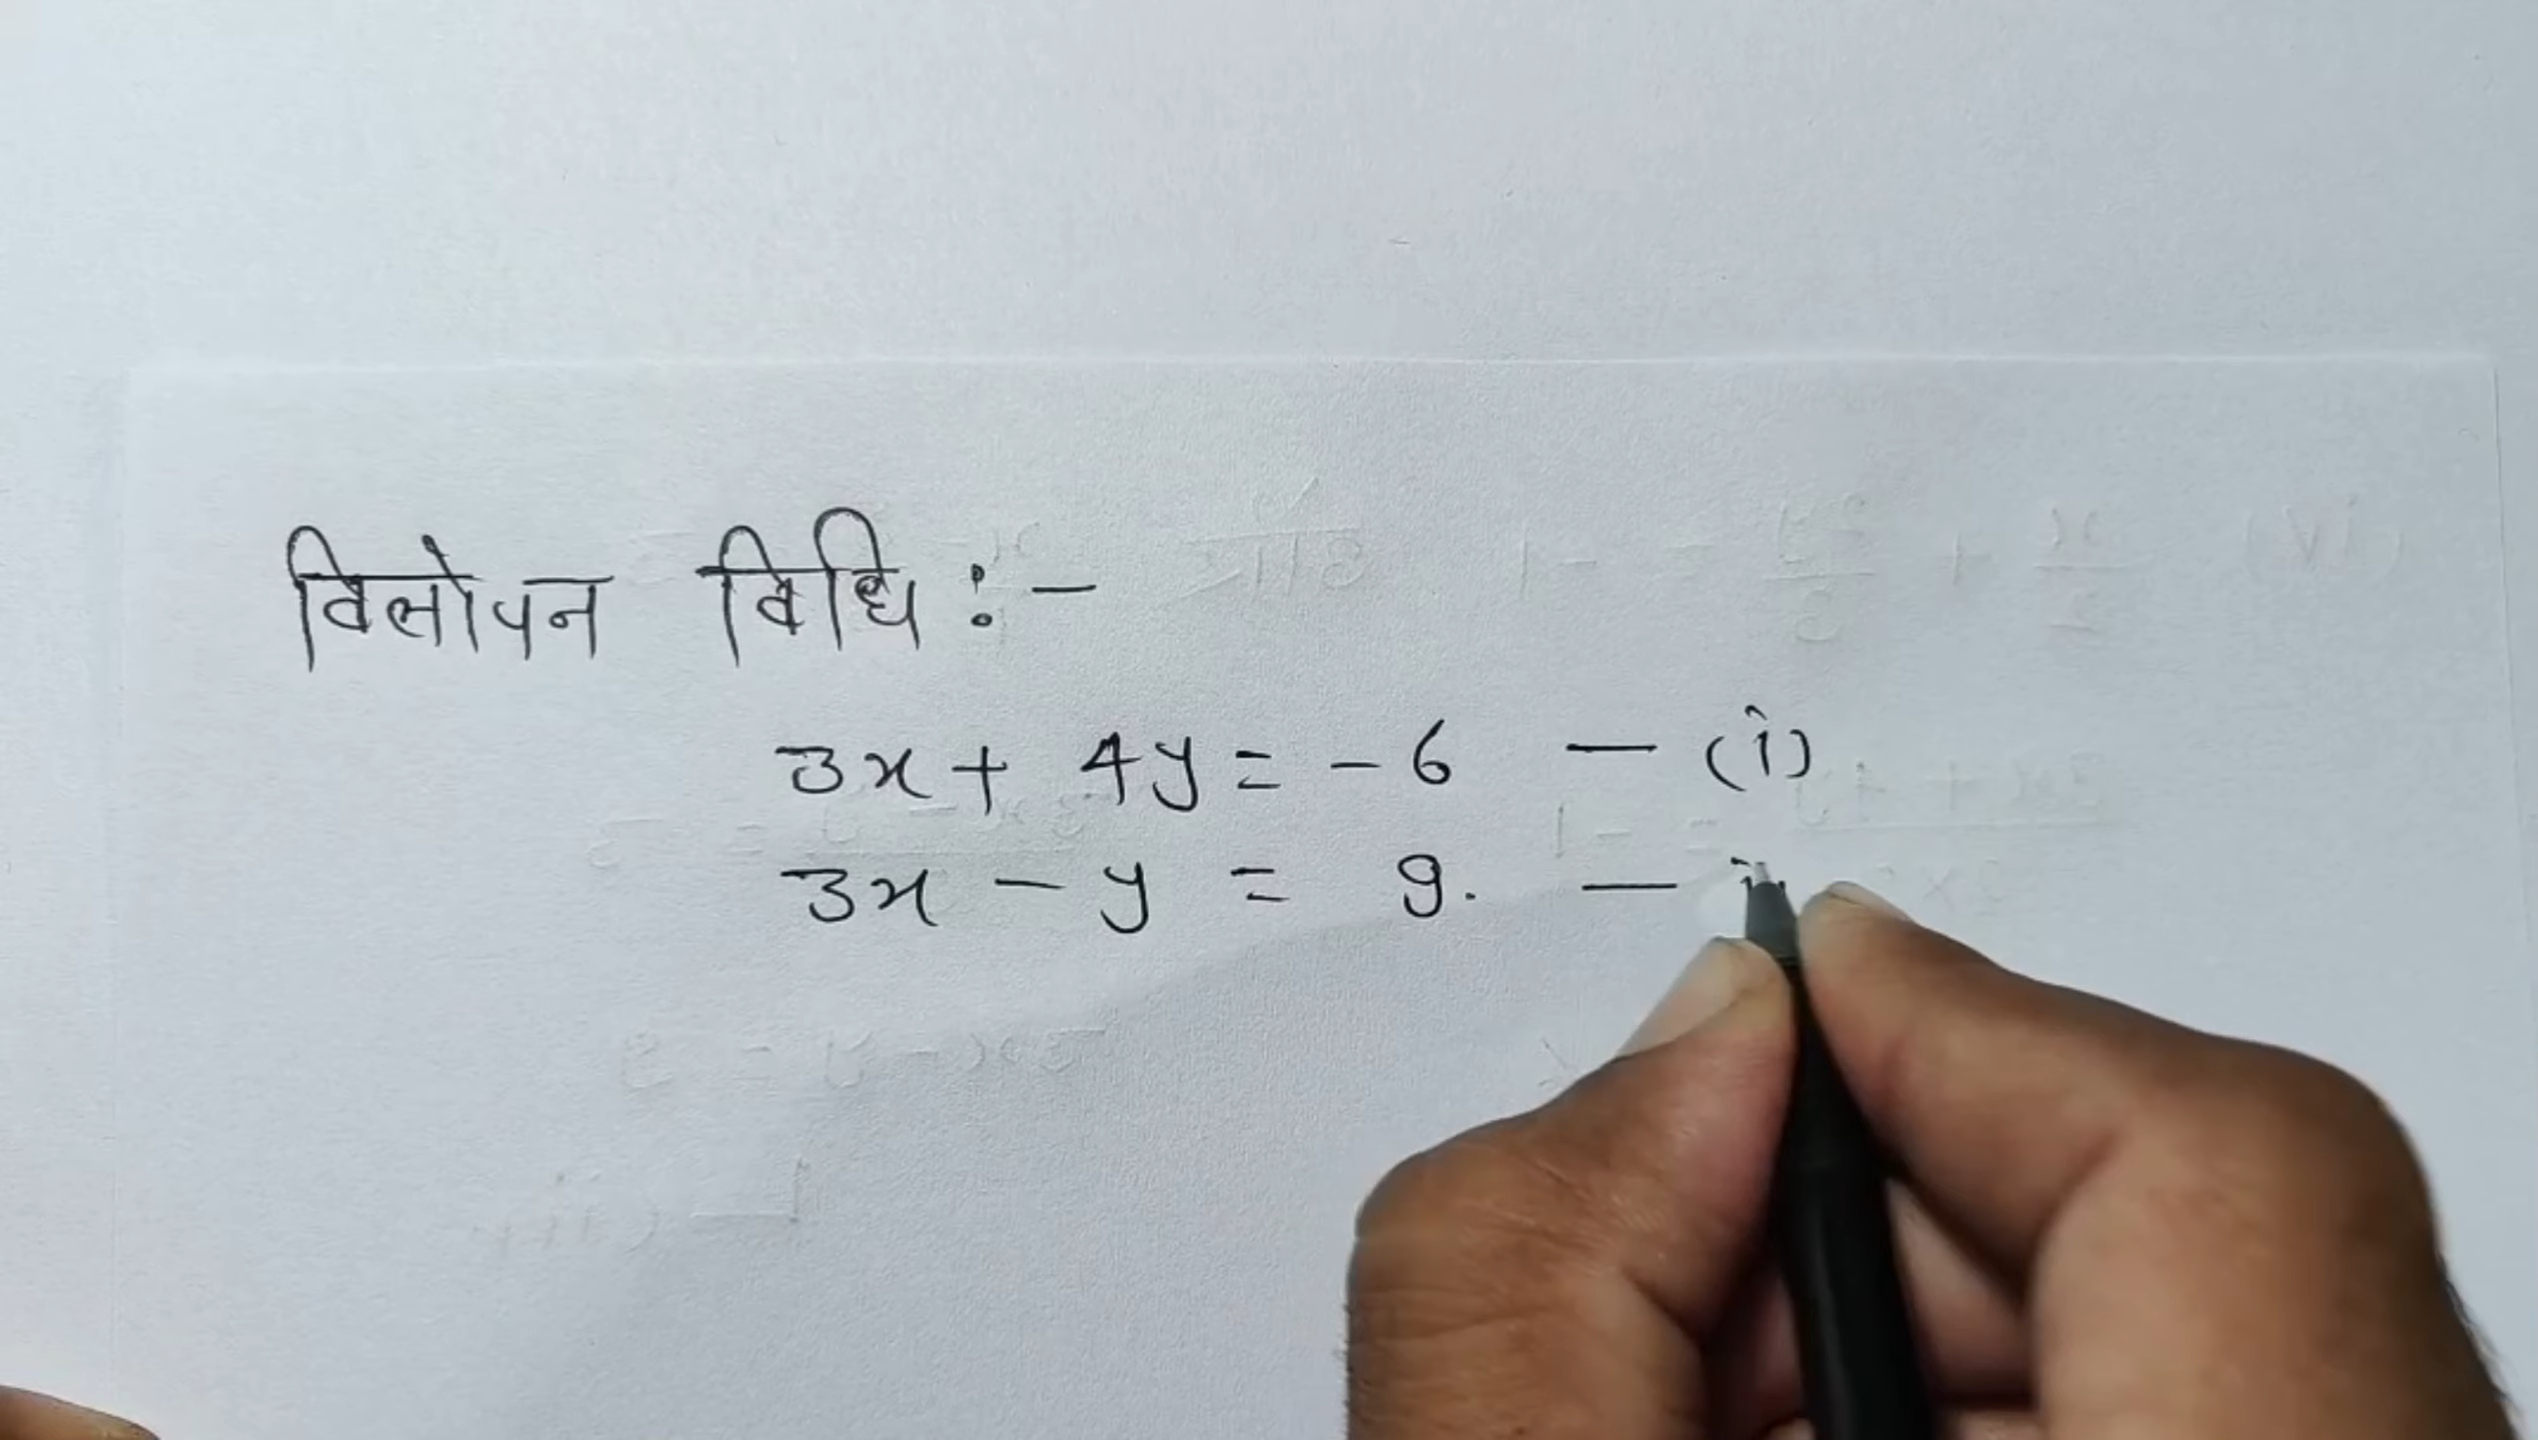 विलोपन विधि :-
3x + 4y = - 6 — (i)
3x - y = 9. —